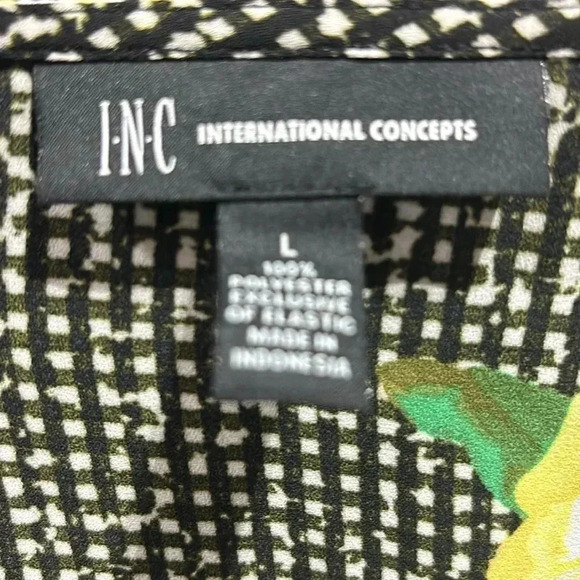 I·N·C INTERNATIONAL CONCEPTS
L
100%
POLYESTER
EXCLUSIVE
OF ELASTIC
MADE IN
INDONESIA